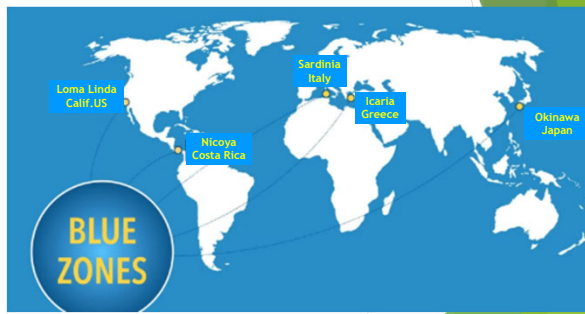 Sardinia
Italy
Loma Linda
Calif.US
Icaria
Greece
Okinawa
Japan
Nicoya
Costa Rica
BLUE
ZONES